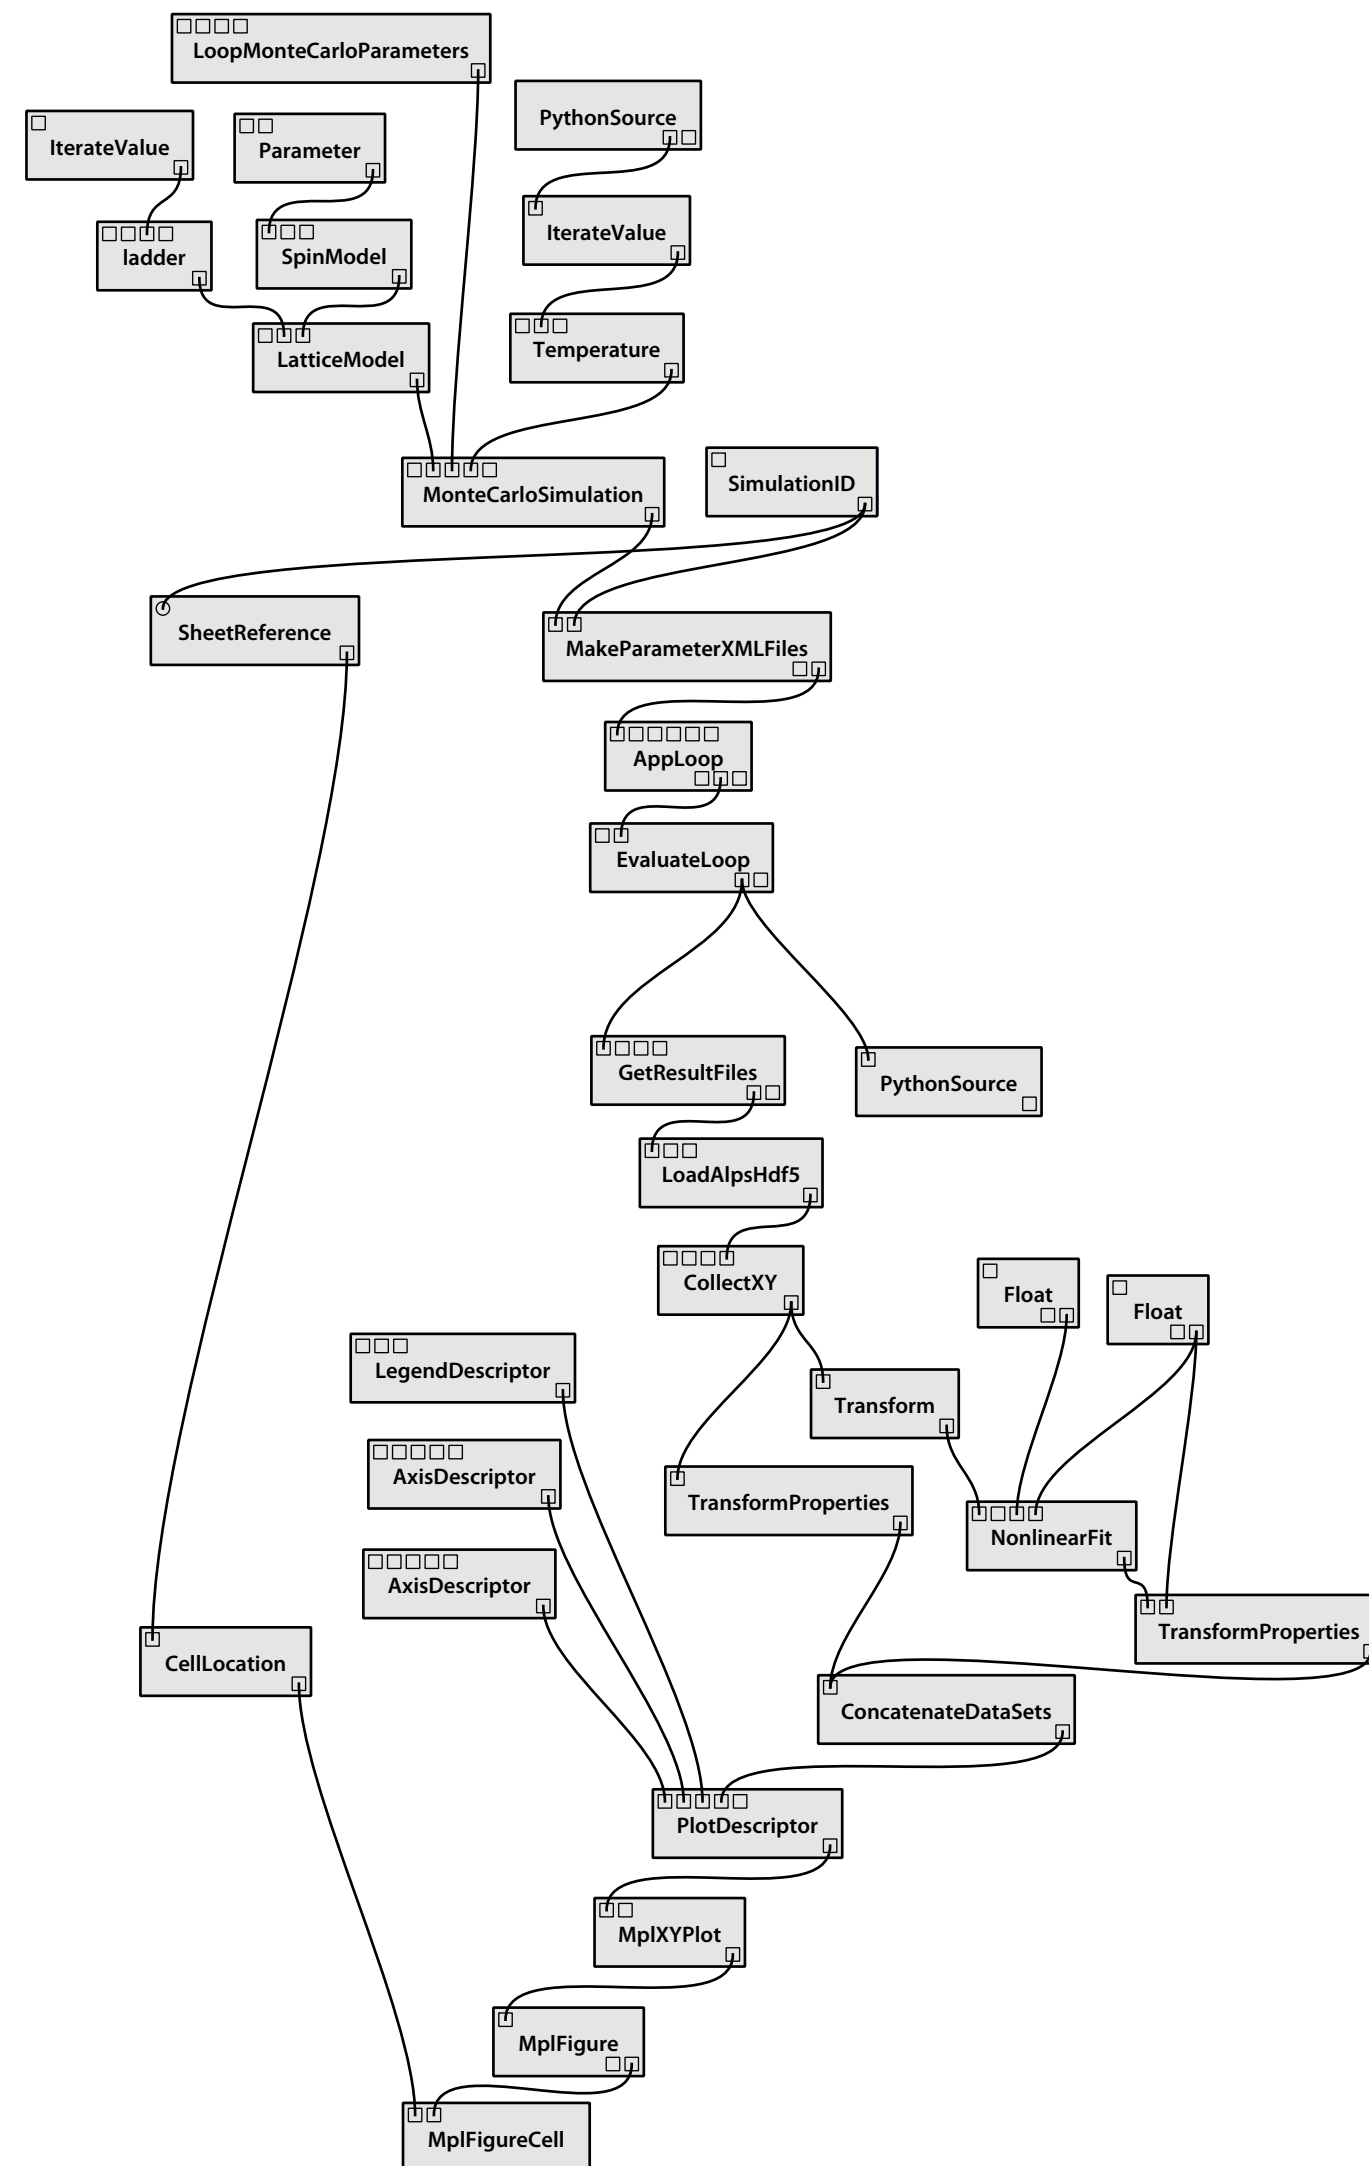 LoopMonteCarloParameters
PythonSource
IterateValue
Parameter
IterateValue
ladder
SpinModel
Temperature
LatticeModel
SimulationID
MonteCarloSimulation
SheetReference
MakeParameterXMLFiles
AppLoop
EvaluateLoop
GetResultFiles
PythonSource
LoadAlpsHdf5
CollectXY
Float
Float
LegendDescriptor
Transform
AxisDescriptor
TransformProperties
NonlinearFit
AxisDescriptor
TransformProperties
CellLocation
ConcatenateDataSets
PlotDescriptor
MplXYPlot
MplFigure
MplFigureCell